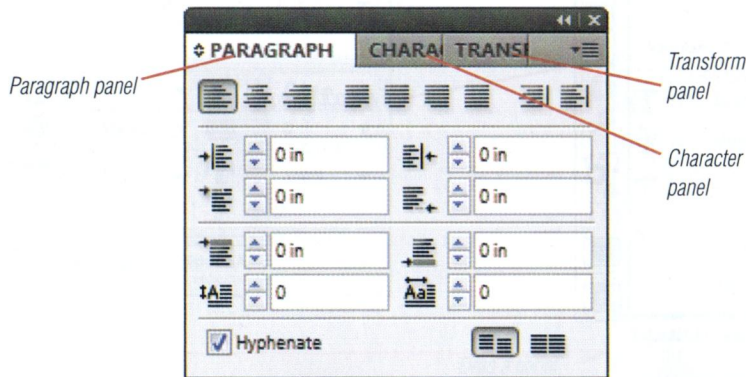 PARAGRAPH CHARA TRANSF
Paragraph panel
Transform
panel
Character
panel
0 in 0 in
0 in 0 in
0 in 0 in
0 0
Hyphenate